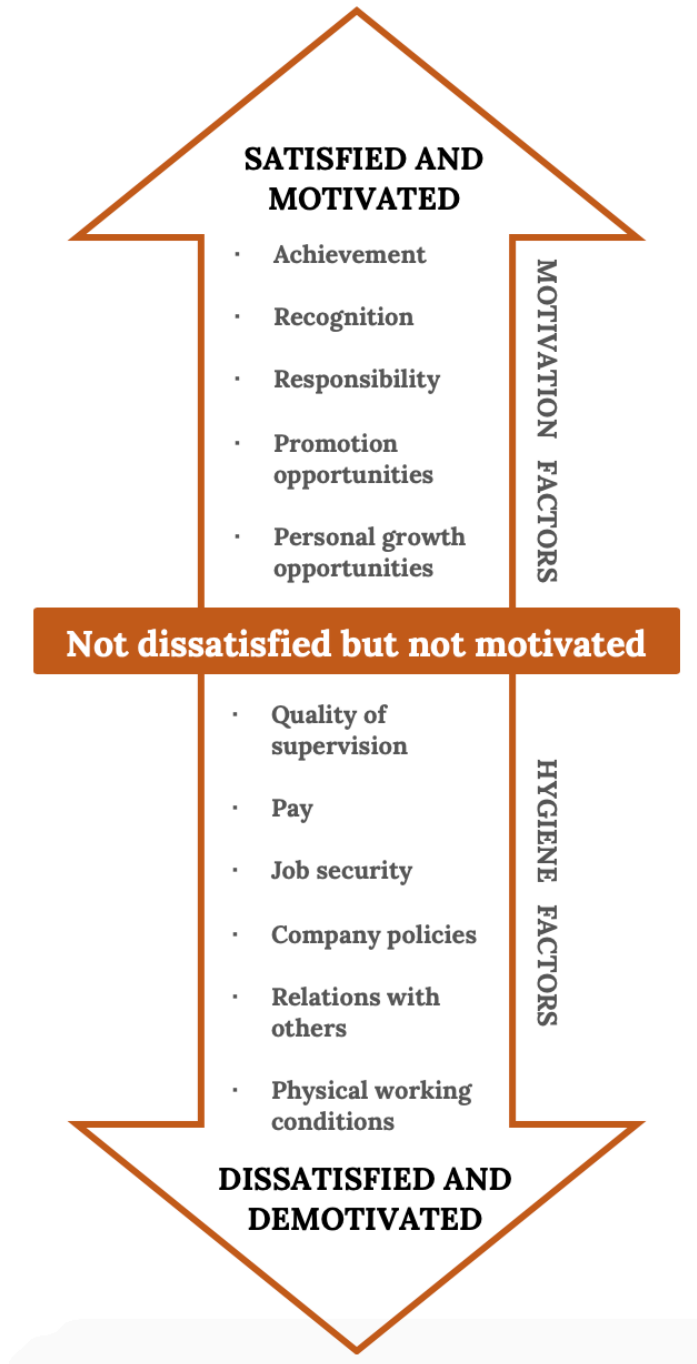 SATISFIED AND
MOTIVATED
· Achievement
· Recognition
· Responsibility
· Promotion
opportunities
· Personal growth
opportunities
MOTIVATION FACTORS
Not dissatisfied but not motivated
· Quality of
supervision
· Pay
· Job security
· Company policies
· Relations with
others
· Physical working
conditions
HYGIENE FACTORS
DISSATISFIED AND
DEMOTIVATED